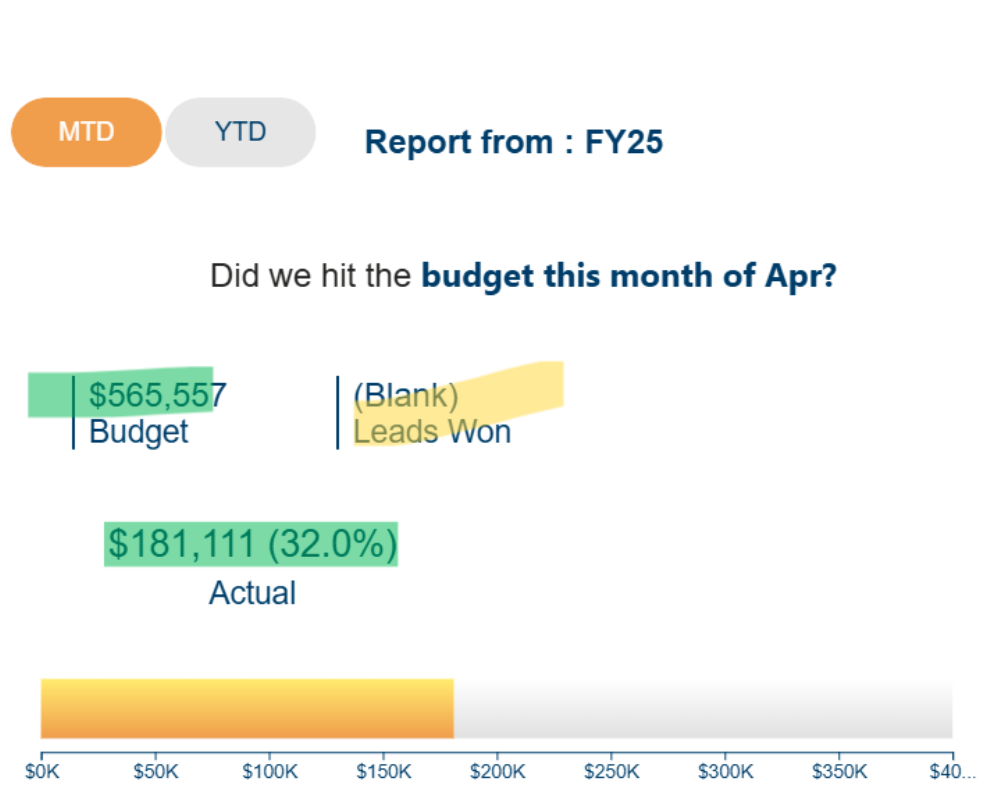 MTD YTD Report from : FY25
Did we hit the budget this month of Apr?
$565,557 (Blank)
Budget Leads Won
$181,111 (32.0%)
Actual
$0K $50K $100K $150K $200K $250K $300K $350K $40...